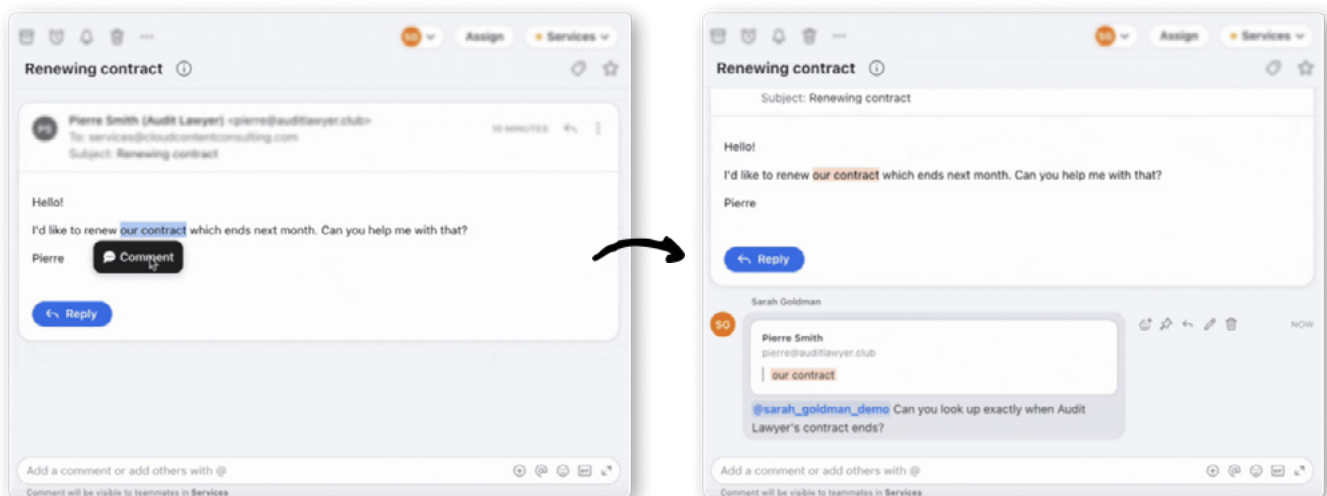 SG Assign Services
Renewing contract
PS Pierre Smith (Audit Lawyer) <pierre@auditlawyer.club> 10 MINUTES
To: services@cloudcontentconsulting.com
Subject: Renewing contract
Hello!
I'd like to renew our contract which ends next month. Can you help me with that?
Pierre
Comment
Reply
Add a comment or add others with @
Comment will be visible to teammates in Services
SG Assign Services
Renewing contract
Subject: Renewing contract
Hello!
I'd like to renew our contract which ends next month. Can you help me with that?
Pierre
Reply
Sarah Goldman
SG
Pierre Smith
NOW
pierre@auditlawyer.club
our contract
@sarah_goldman_demo Can you look up exactly when Audit
Lawyer's contract ends?
Add a comment or add others with @
Comment will be visible to teammates in Services